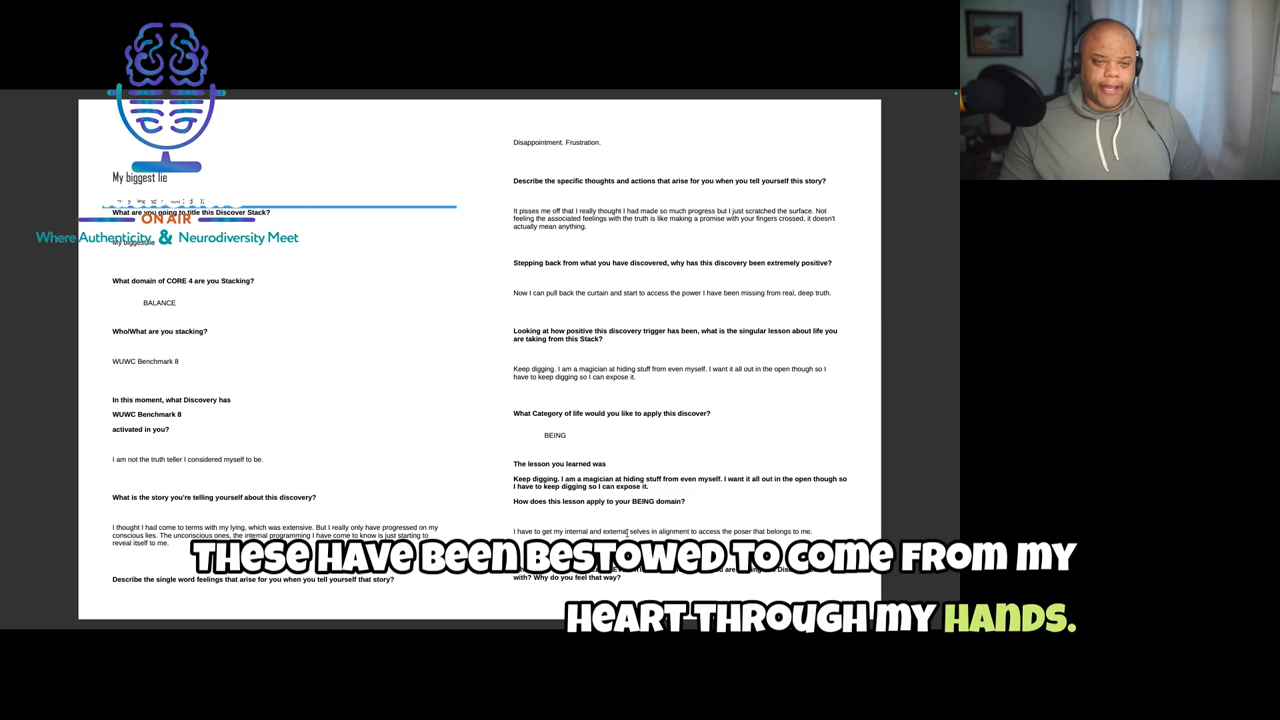 My biggest lie
What are you going to title this Discover Stack?
ON AIR
Where Authenticity & Neurodiversity Meet
My biggest lie
What domain of CORE 4 are you Stacking?
BALANCE
Who/What are you stacking?
WUWC Benchmark 8
In this moment, what Discovery has
WUWC Benchmark 8
activated in you?
I am not the truth teller I considered myself to be.
What is the story you're telling yourself about this discovery?
I thought I had come to terms with my lying, which was extensive. But I really only have progressed on my
conscious lies. The unconscious ones, the internal programming I have come to know is just starting to
reveal itself to me.
Describe the single word feelings that arise for you when you tell yourself that story?
Disappointment. Frustration.
Describe the specific thoughts and actions that arise for you when you tell yourself this story?
It pisses me off that I really thought I had made so much progress but I just scratched the surface. Not
feeling the associated feelings with the truth is like making a promise with your fingers crossed, it doesn't
actually mean anything.
Stepping back from what you have discovered, why has this discovery been extremely positive?
Now I can pull back the curtain and start to access the power I have been missing from real, deep truth.
Looking at how positive this discovery trigger has been, what is the singular lesson about life you
are taking from this Stack?
Keep digging. I am a magician at hiding stuff from even myself. I want it all out in the open though so I
have to keep digging so I can expose it.
What Category of life would you like to apply this discover?
BEING
The lesson you learned was
Keep digging. I am a magician at hiding stuff from even myself. I want it all out in the open though so
I have to keep digging so I can expose it.
How does this lesson apply to your BEING domain?
I have to get my internal and external selves in alignment to access the poser that belongs to me.
with? Why do you feel that way?
THESE HAVE BEEN BESTOWED TO COME FROM MY
HEART THROUGH MY HANDS.